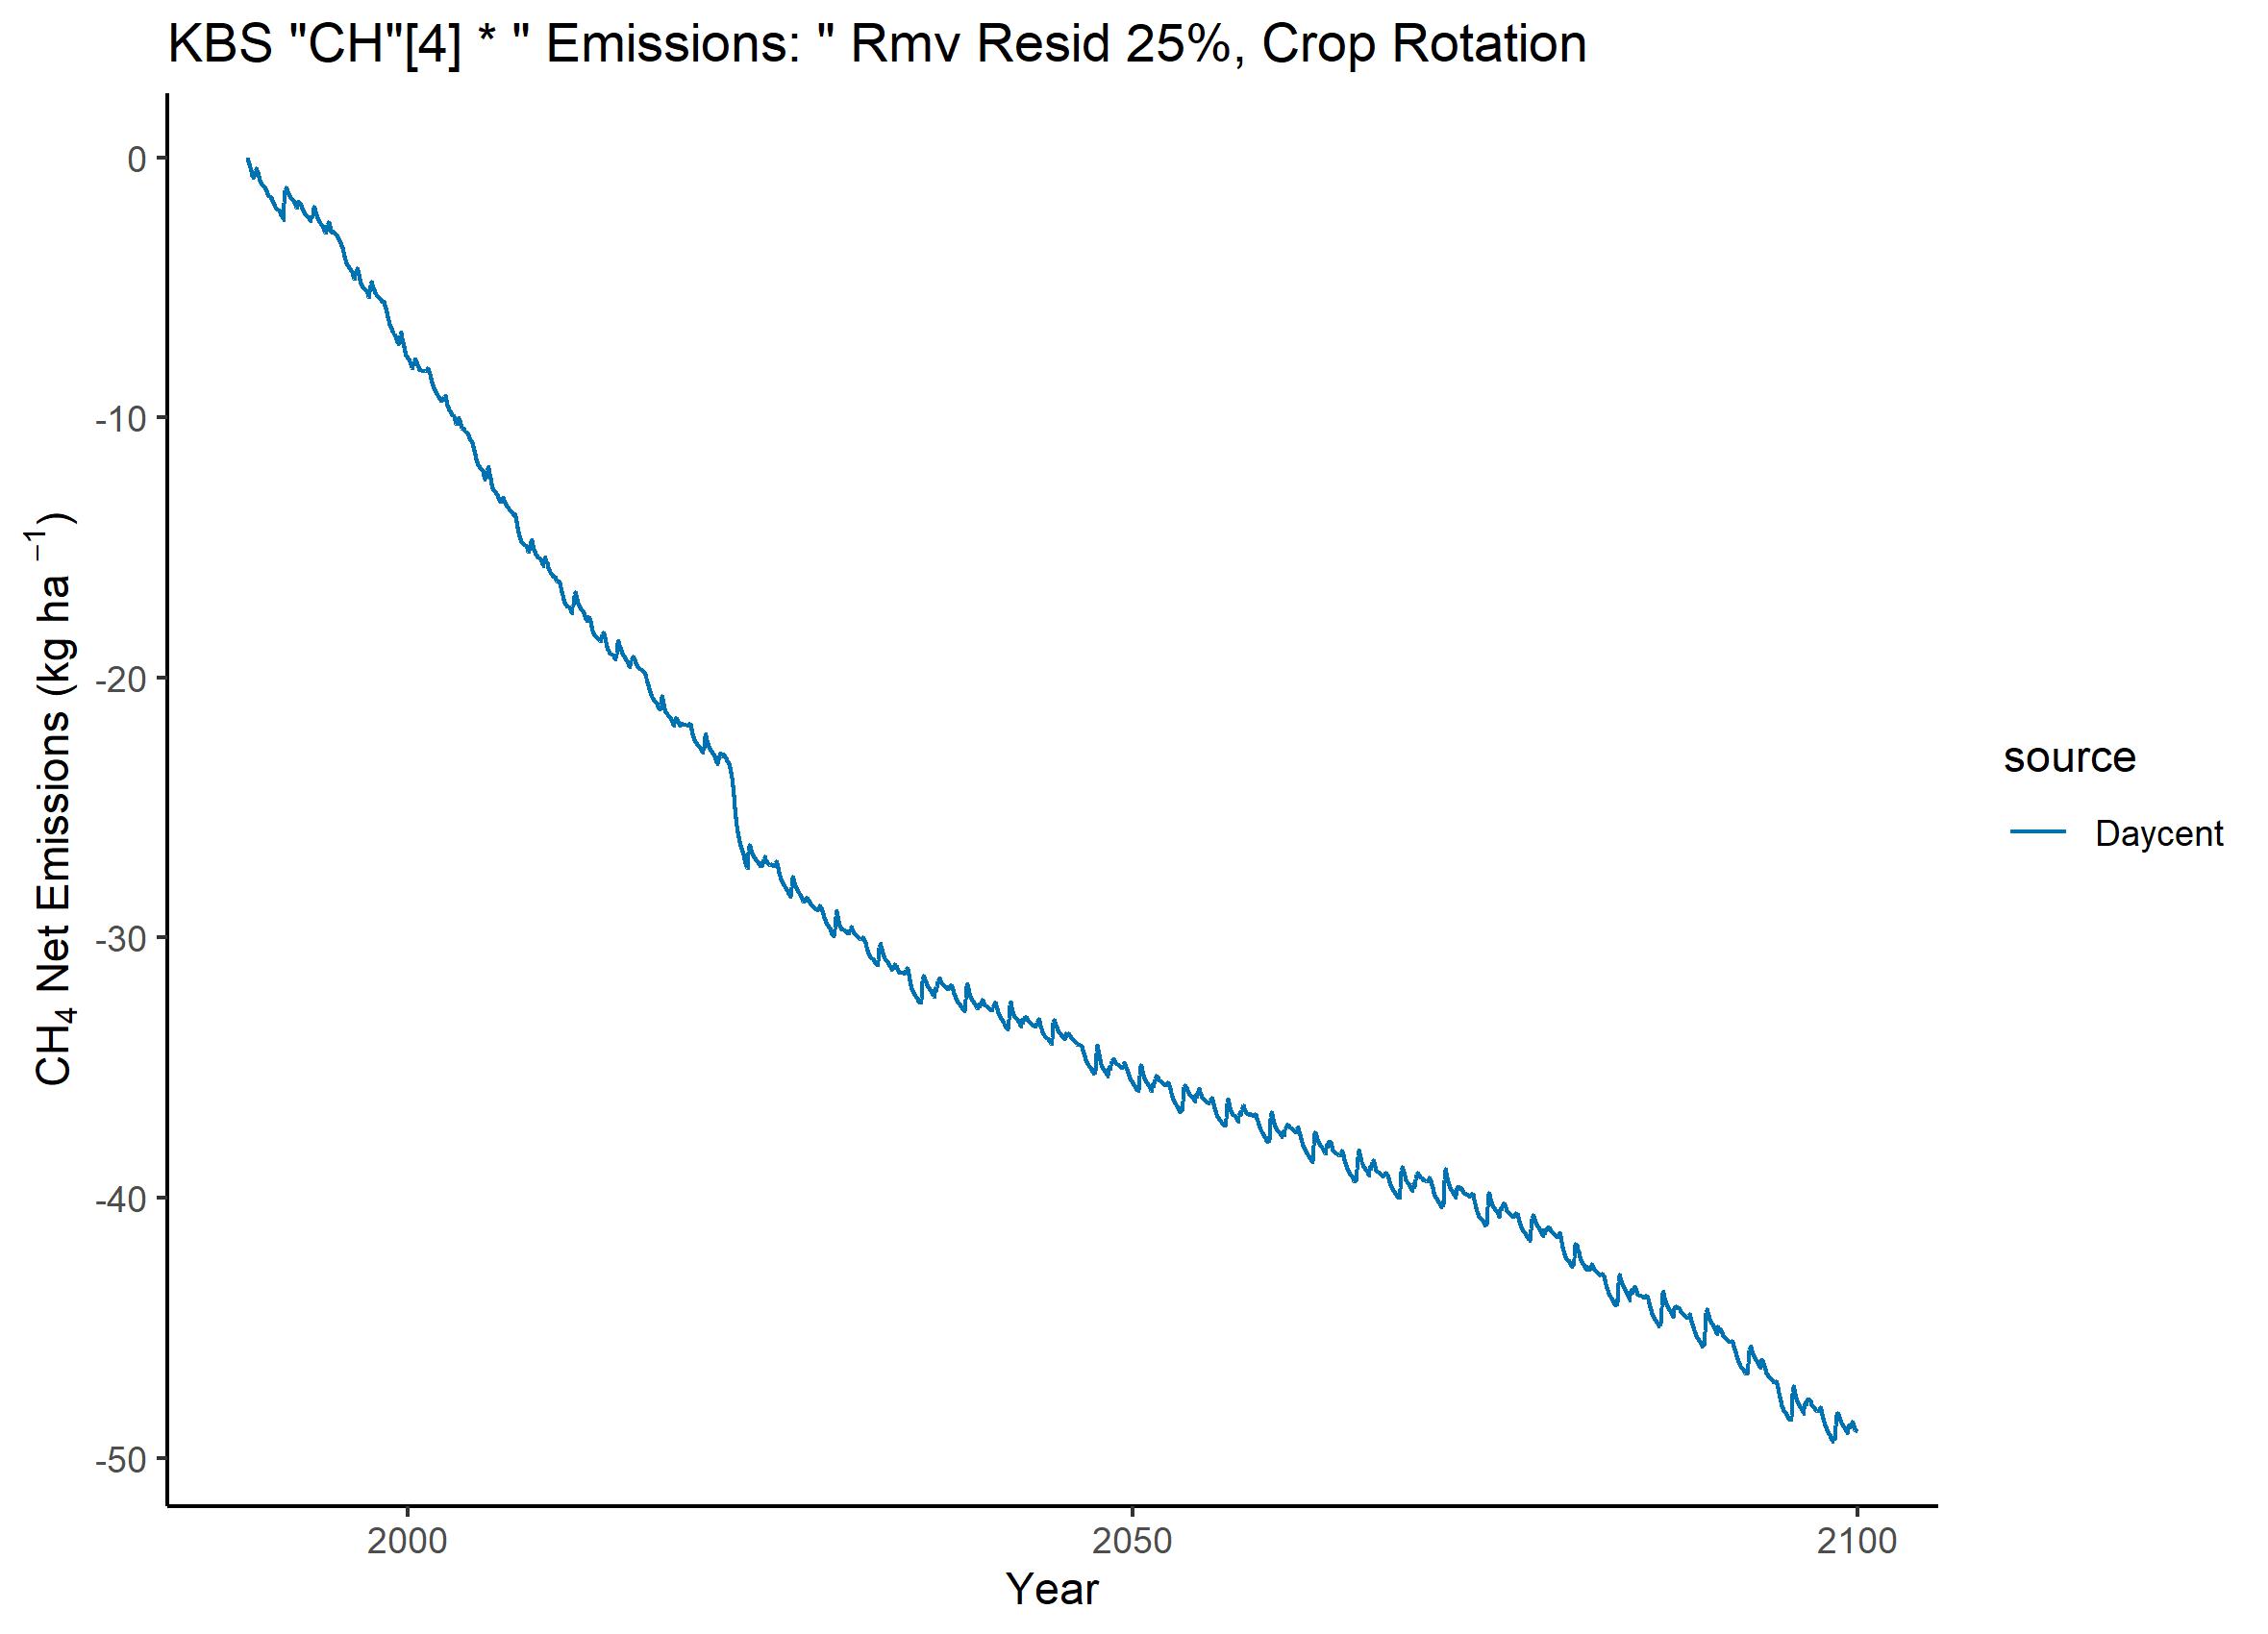 KBS "CH"[4] * " Emissions: " Rmv Resid 25%, Crop Rotation
CH₄ Net Emissions (kg ha ⁻¹)
0
-10
-20
-30
-40
-50
2000
2050
2100
Year
source
Daycent